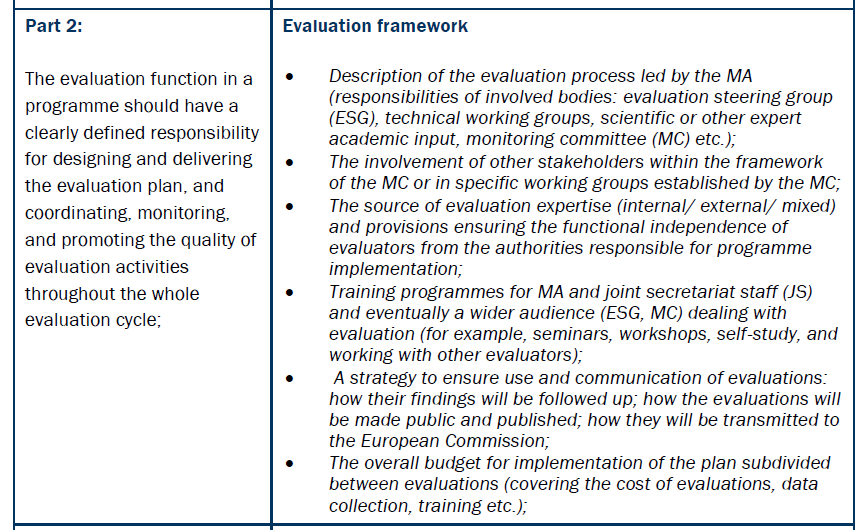 Part 2:
The evaluation function in a
programme should have a
clearly defined responsibility
for designing and delivering
the evaluation plan, and
coordinating, monitoring,
and promoting the quality of
evaluation activities
throughout the whole
evaluation cycle;
Evaluation framework
• Description of the evaluation process led by the MA
(responsibilities of involved bodies: evaluation steering group
(ESG), technical working groups, scientific or other expert
academic input, monitoring committee (MC) etc.);
• The involvement of other stakeholders within the framework
of the MC or in specific working groups established by the MC;
• The source of evaluation expertise (internal/ external/ mixed)
and provisions ensuring the functional independence of
evaluators from the authorities responsible for programme
implementation;
• Training programmes for MA and joint secretariat staff (JS)
and eventually a wider audience (ESG, MC) dealing with
evaluation (for example, seminars, workshops, self-study, and
working with other evaluators);
• A strategy to ensure use and communication of evaluations:
how their findings will be followed up; how the evaluations will
be made public and published; how they will be transmitted to
the European Commission;
• The overall budget for implementation of the plan subdivided
between evaluations (covering the cost of evaluations, data
collection, training etc.);